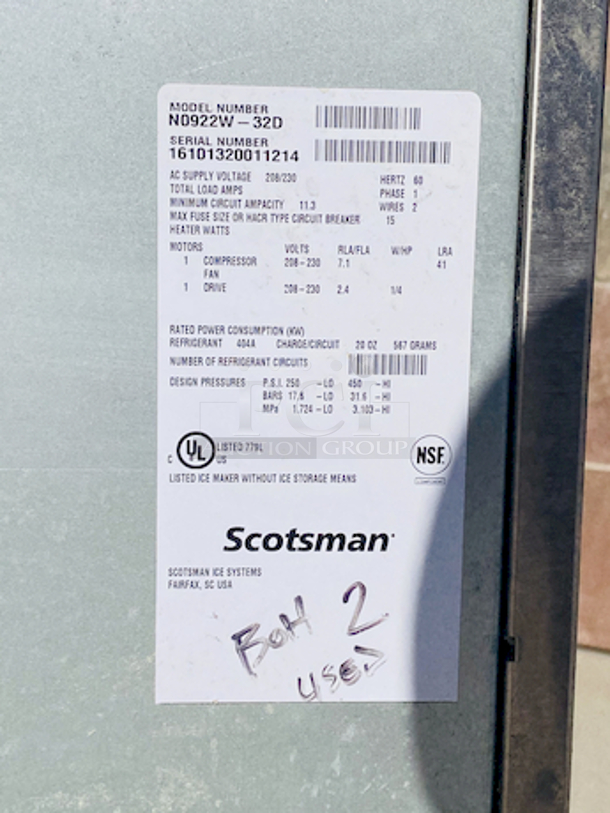 MODEL NUMBER
N0922W-32D
SERIAL NUMBER
16101320011214
AC SUPPLY VOLTAGE 208/230 HERTZ 60
TOTAL LOAD AMPS PHASE 1
MINIMUM CIRCUIT AMPACITY 11.3 WIRES 2
MAX FUSE SIZE OR HACR TYPE CIRCUIT BREAKER 15
HEATER WATTS
MOTORS VOLTS RLA/FLA W/HP LRA
1 COMPRESSOR 208-230 7.1 41
FAN
1 DRIVE 208-230 2.4 1/4
RATED POWER CONSUMPTION (KW)
REFRIGERANT 404A CHARGE/CIRCUIT 20 OZ 567 GRAMS
NUMBER OF REFRIGERANT CIRCUITS
DESIGN PRESSURES P.S.I. 250 -LO 450 -HI
BARS 17,6 -LO 31.6 -HI
MPa 1.724-LO 3.103-HI
rci
AUCTION GROUP
C UL US LISTED 779L
NSF
LISTED ICE MAKER WITHOUT ICE STORAGE MEANS
Scotsman
SCOTSMAN ICE SYSTEMS
FAIRFAX, SC USA
BOH 2
USED